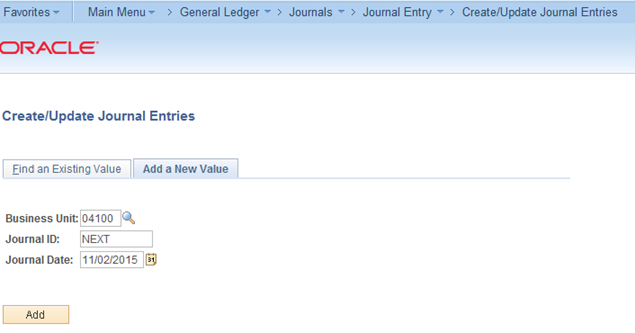 Favorites Main Menu > General Ledger > Journals > Journal Entry > Create/Update Journal Entries
ORACLE®
Create/Update Journal Entries
Find an Existing Value Add a New Value
Business Unit: 04100
Journal ID: NEXT
Journal Date: 11/02/2015 31
Add